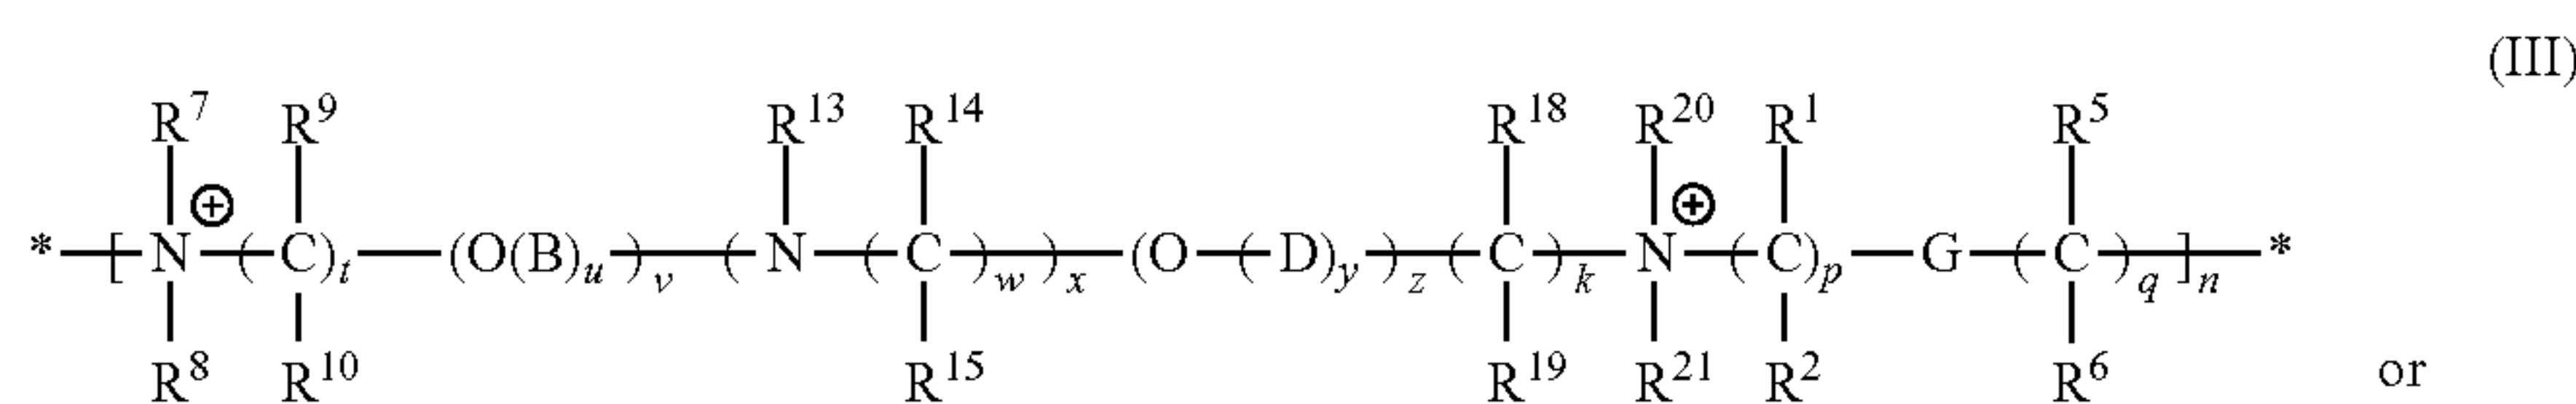 (III)
R⁷ R⁹ R¹³ R¹⁴ R¹⁸ R²⁰ R¹ R⁵
*—[N⊕—(C)t—(O(B)u)v—(N—(C)w)x—(O—(D)y)z—(C)k—N⊕—(C)p—G—(C)q]n—*
R⁸ R¹⁰ R¹⁵ R¹⁹ R²¹ R² R⁶ or